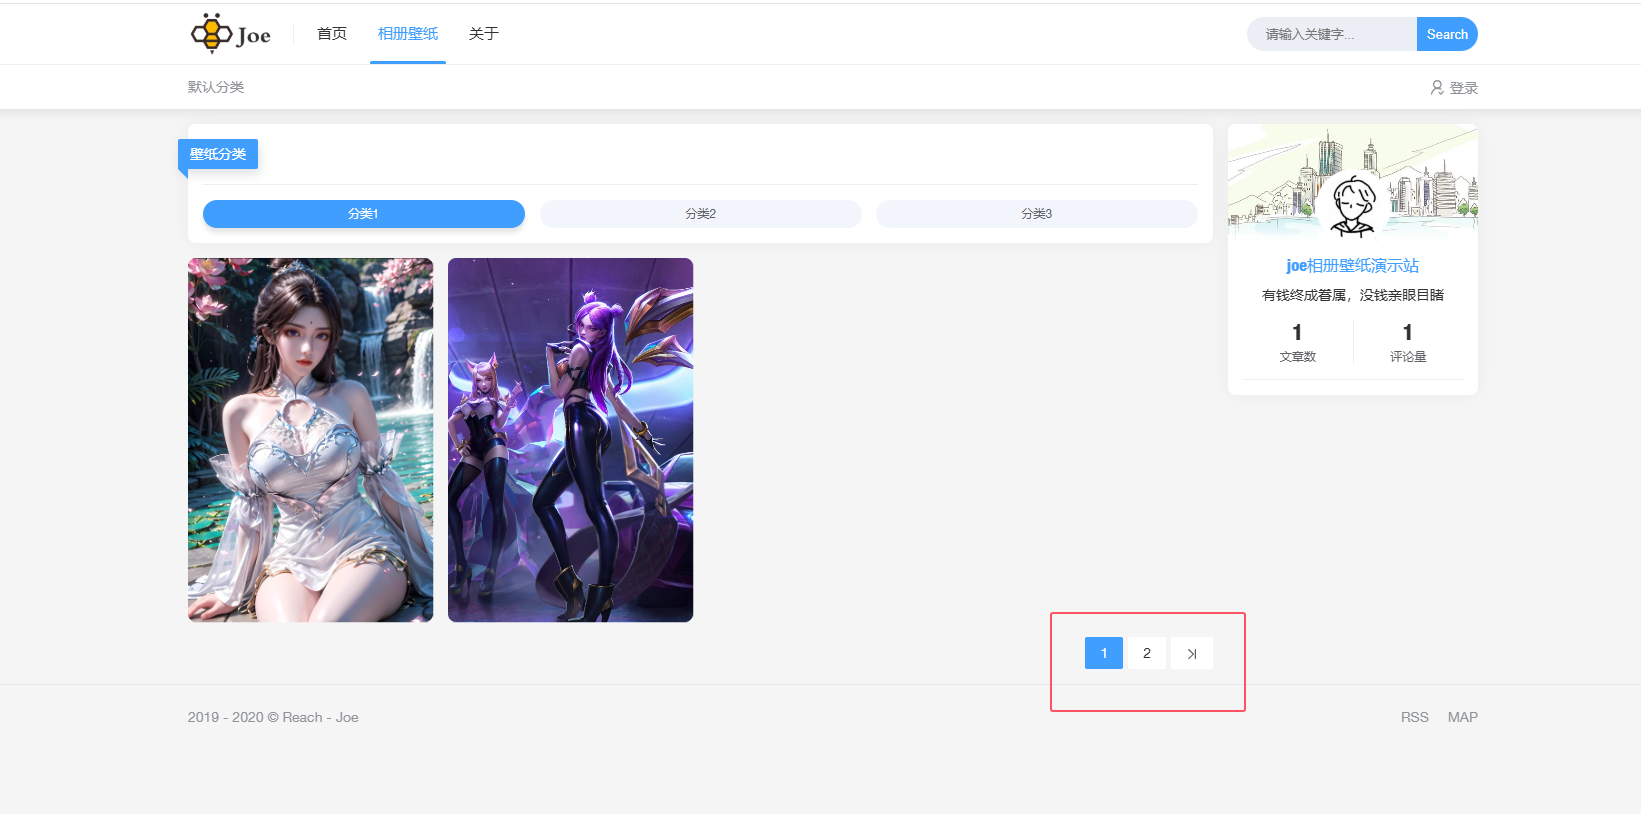 Joe
首页
相册壁纸
关于
请输入关键字...
Search
默认分类
登录
壁纸分类
分类1
分类2
分类3
joe相册壁纸演示站
有钱终成眷属，没钱亲眼目睹
1
文章数
1
评论量
1
2
2019 - 2020 © Reach - Joe
RSS
MAP